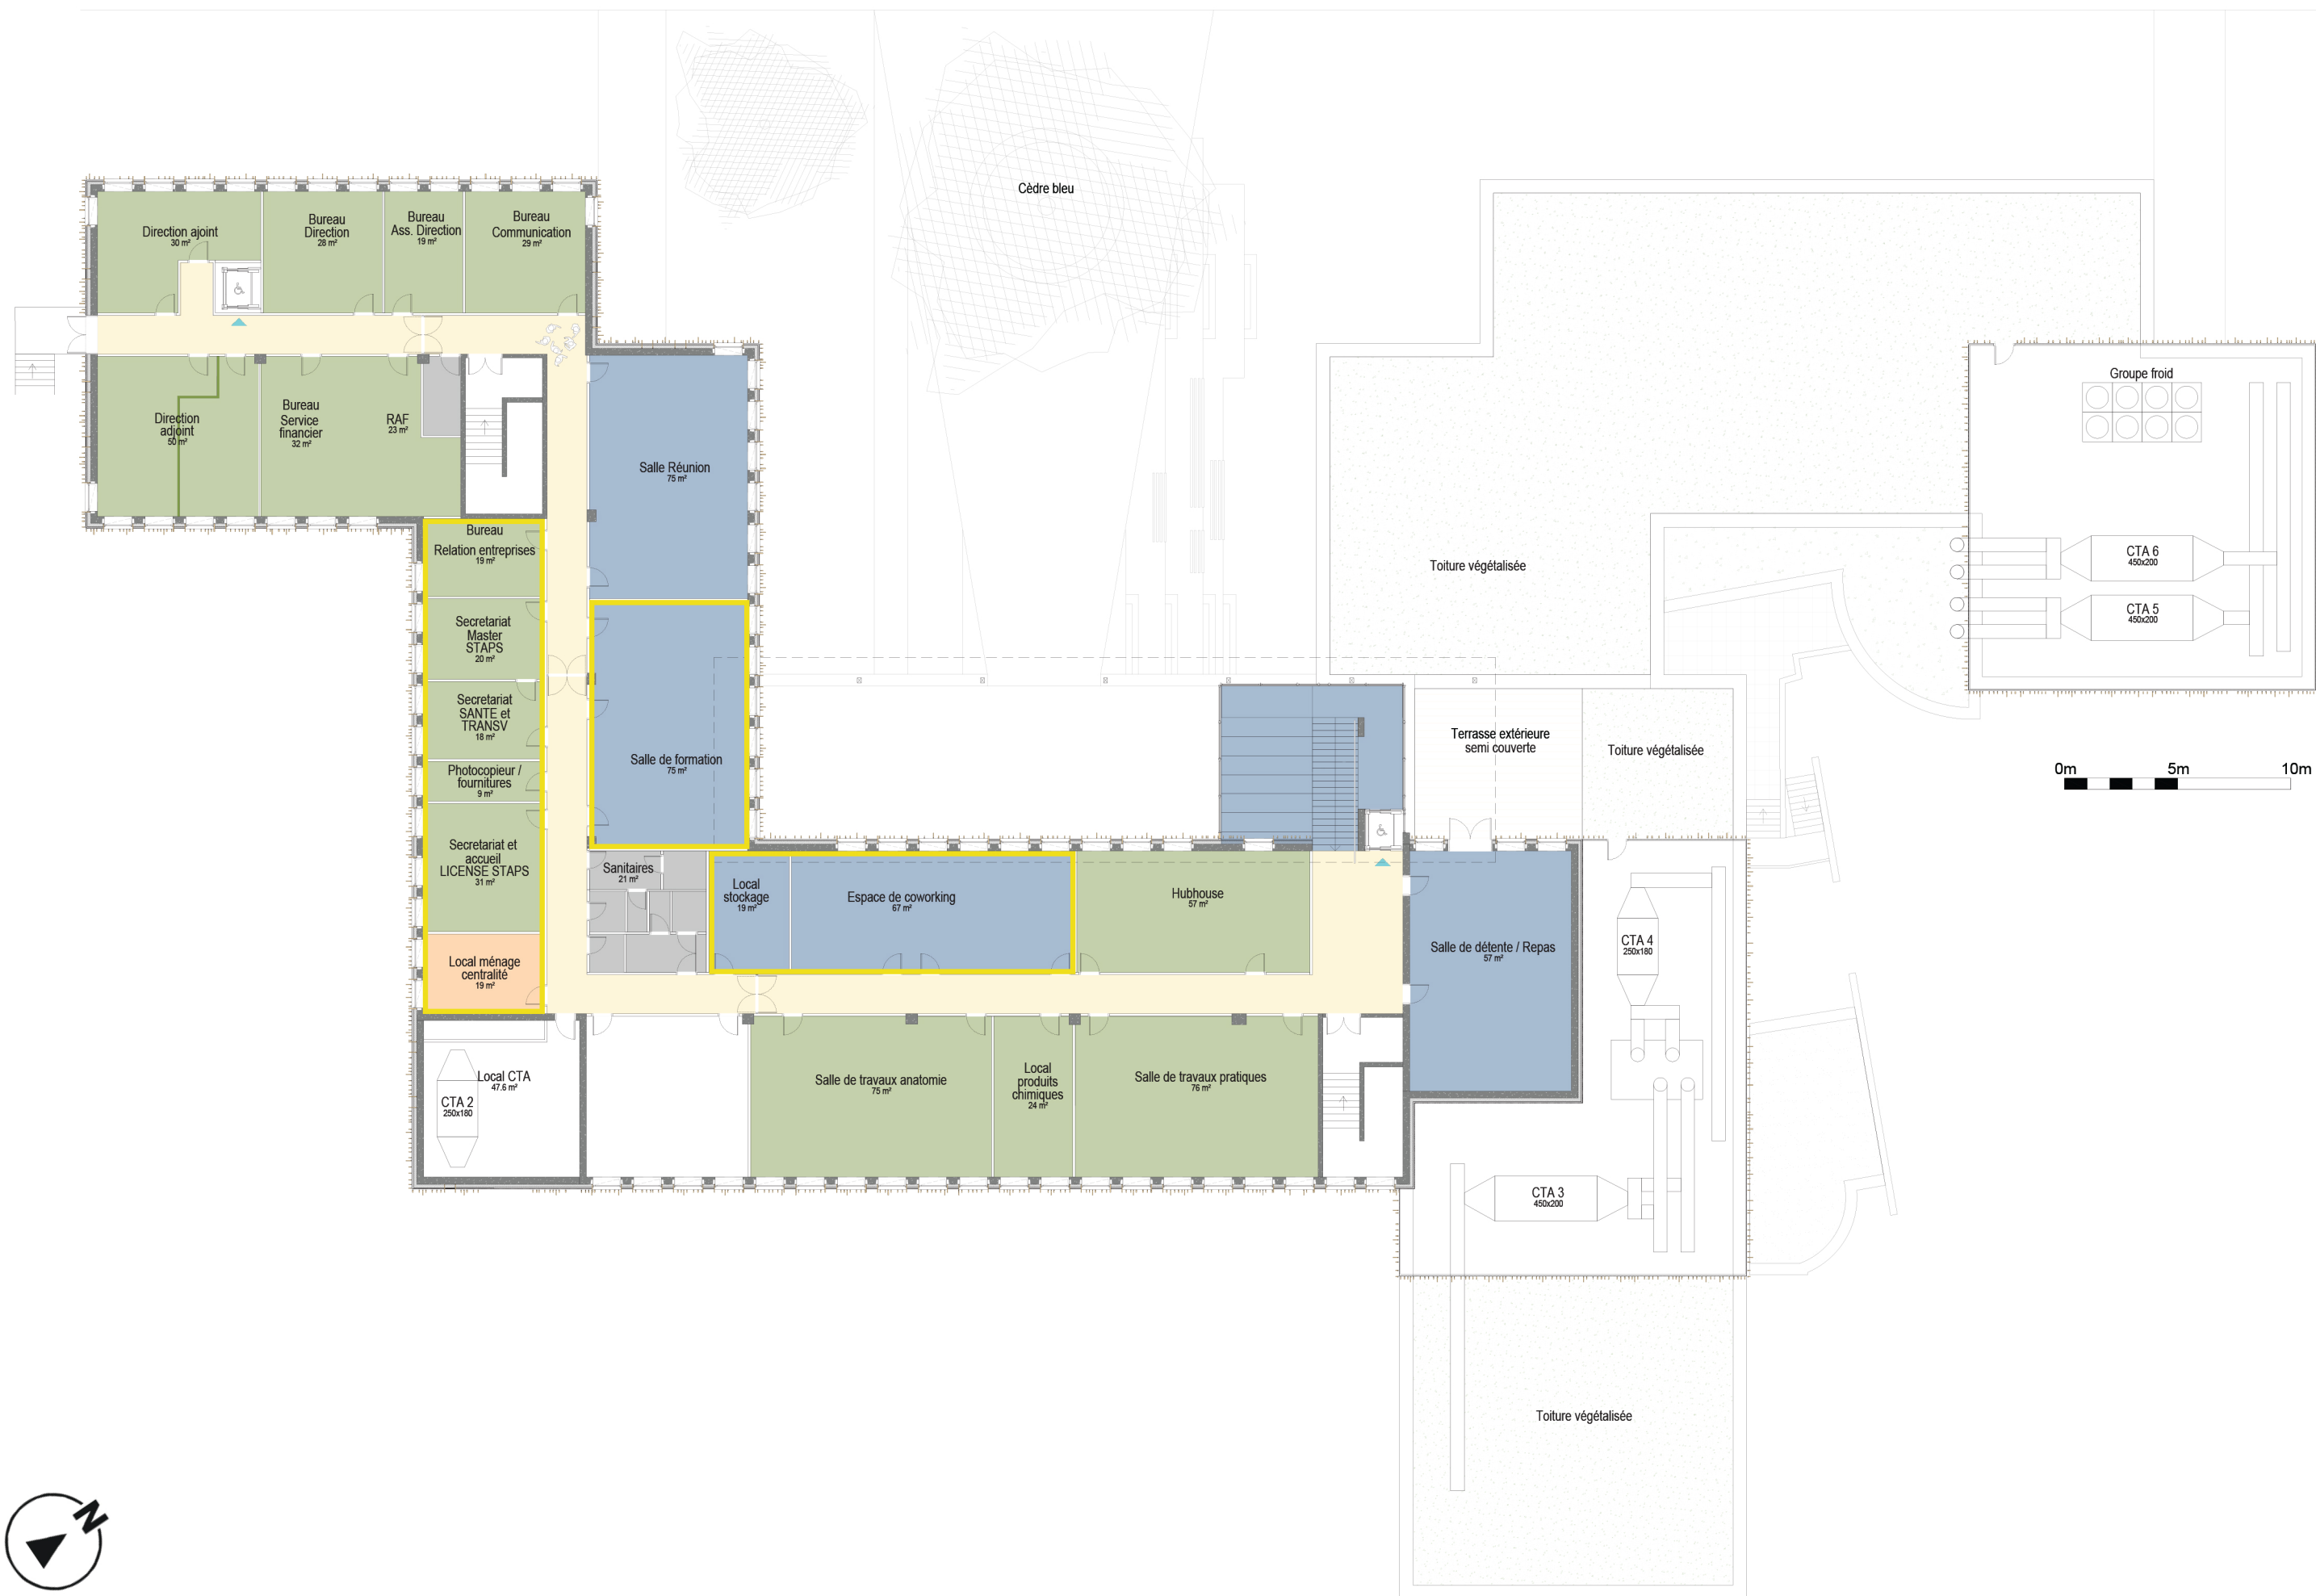 Cèdre bleu
Direction ajoint
30 m²
Bureau
Direction
28 m²
Bureau
Ass. Direction
19 m²
Bureau
Communication
29 m²
Direction
adjoint
50 m²
Bureau
Service
financier
32 m²
RAF
23 m²
Salle Réunion
75 m²
Bureau
Relation entreprises
19 m²
Secretariat
Master
STAPS
20 m²
Secretariat
SANTE et
TRANSV
18 m²
Photocopieur /
fournitures
9 m²
Secretariat et
accueil
LICENSE STAPS
31 m²
Local ménage
centralité
19 m²
Salle de formation
75 m²
Sanitaires
21 m²
Local
stockage
19 m²
Espace de coworking
67 m²
Hubhouse
57 m²
Salle de détente / Repas
57 m²
Local CTA
47.6 m²
CTA 2
250x180
Salle de travaux anatomie
75 m²
Local
produits
chimiques
24 m²
Salle de travaux pratiques
76 m²
Terrasse extérieure
semi couverte
Toiture végétalisée
Toiture végétalisée
Groupe froid
CTA 6
450x200
CTA 5
450x200
0m 5m 10m
CTA 4
250x180
CTA 3
450x200
Toiture végétalisée
N